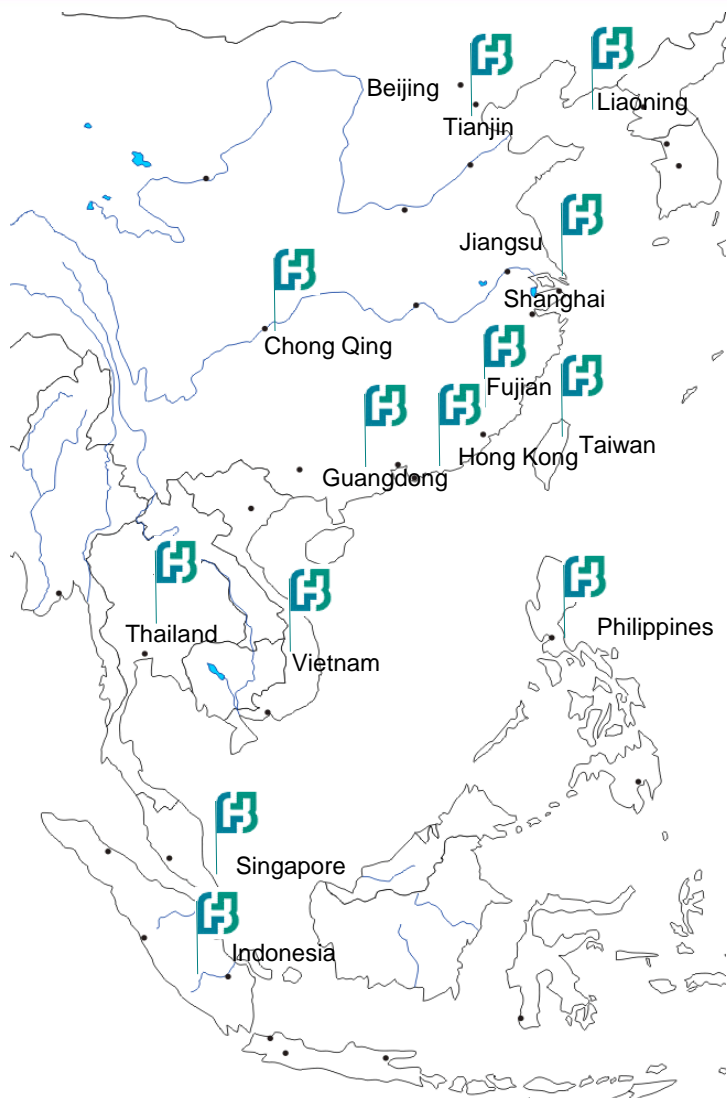 Beijing
Liaoning
Tianjin
Jiangsu
Shanghai
Chong Qing
Fujian
Taiwan
Hong Kong
Guangdong
Thailand
Philippines
Vietnam
Singapore
Indonesia